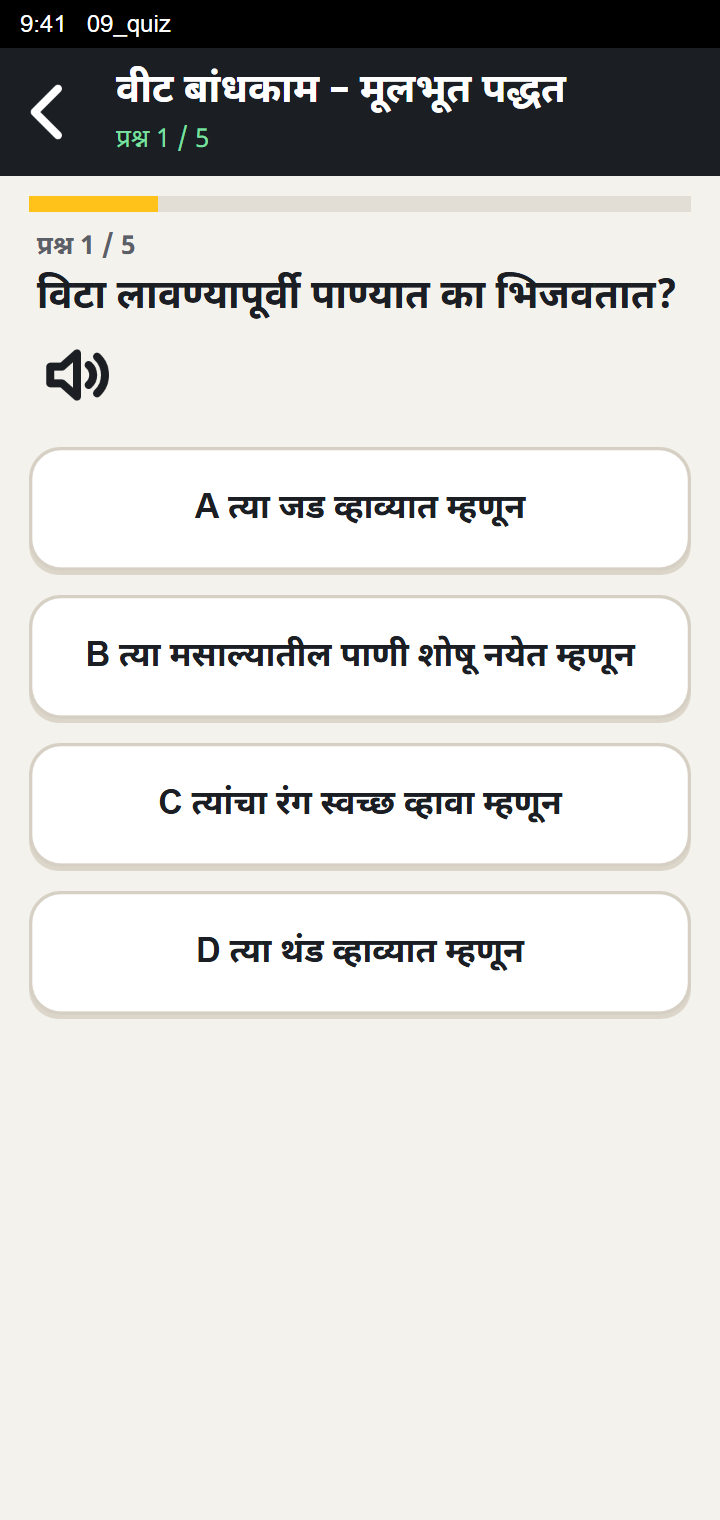 9:41 09_quiz
वीट बांधकाम – मूलभूत पद्धत
प्रश्न 1 / 5
प्रश्न 1 / 5
विटा लावण्यापूर्वी पाण्यात का भिजवतात?
A त्या जड व्हाव्यात म्हणून
B त्या मसाल्यातील पाणी शोषू नयेत म्हणून
C त्यांचा रंग स्वच्छ व्हावा म्हणून
D त्या थंड व्हाव्यात म्हणून